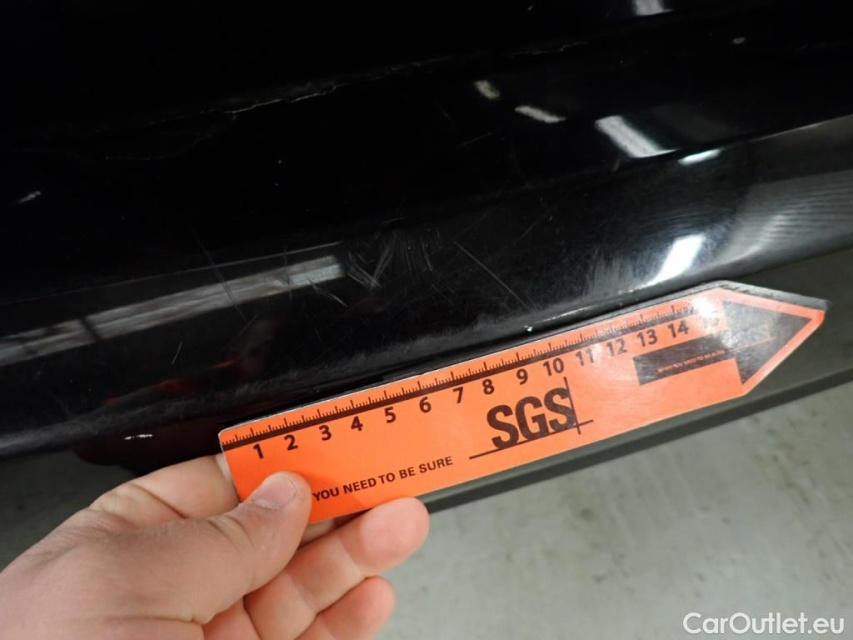 1 2 3 4 5 6 7 8 9 10 11 12 13 14
SGS
YOU NEED TO BE SURE
CarOutlet.eu